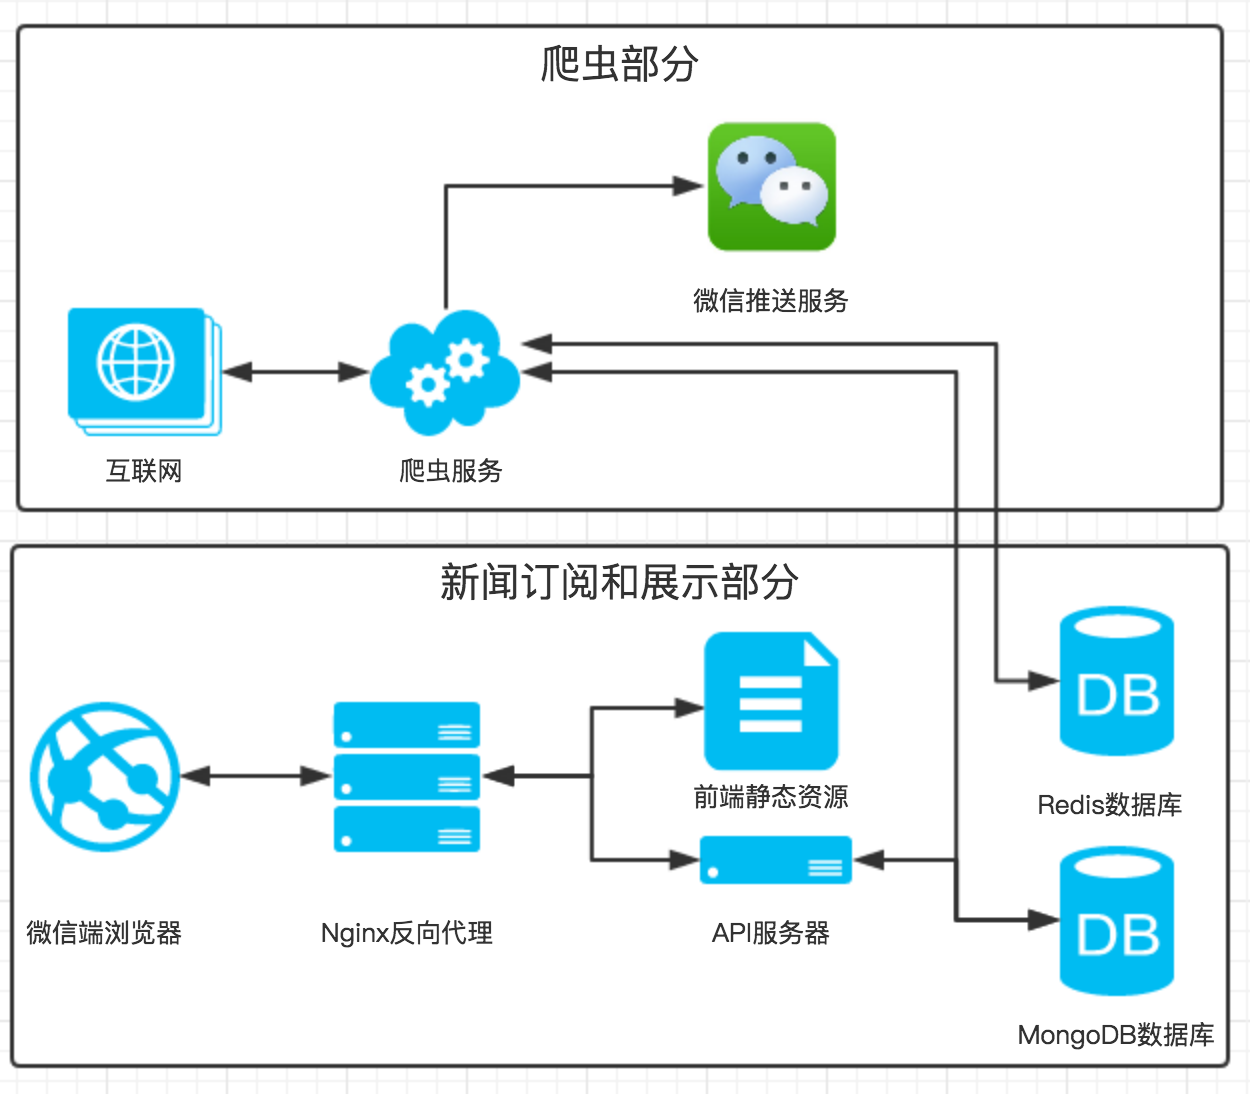 爬虫部分
微信推送服务
互联网
爬虫服务
新闻订阅和展示部分
DB
前端静态资源
Redis数据库
DB
微信端浏览器
Nginx反向代理
API服务器
MongoDB数据库